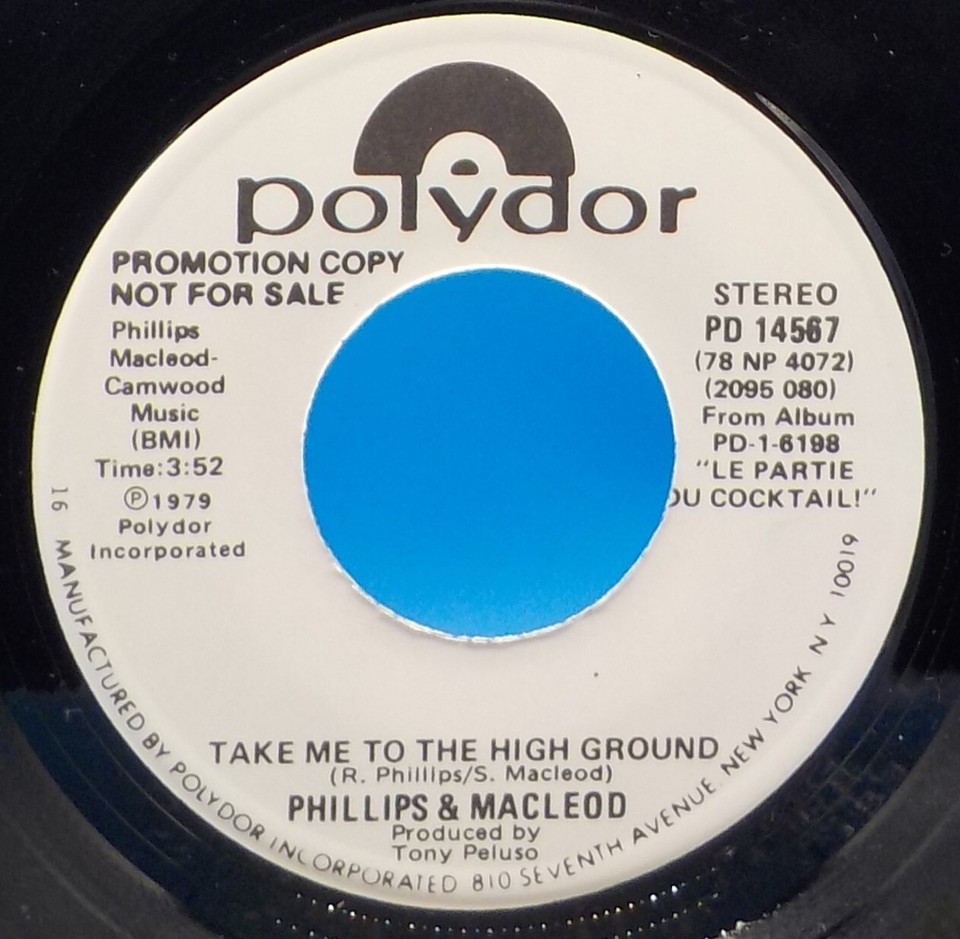 polydor
PROMOTION COPY
NOT FOR SALE
Phillips
Macleod-
Camwood
Music
(BMI)
Time:3:52
Ⓟ1979
Polydor
Incorporated
STEREO
PD 14567
(78 NP 4072)
(2095 080)
From Album
PD-1-6198
"LE PARTIE
DU COCKTAIL!"
TAKE ME TO THE HIGH GROUND
(R. Phillips/S. Macleod)
PHILLIPS & MACLEOD
Produced by
Tony Peluso
16 MANUFACTURED BY POLYDOR INCORPORATED 810 SEVENTH AVENUE. NEW YORK N Y 10019